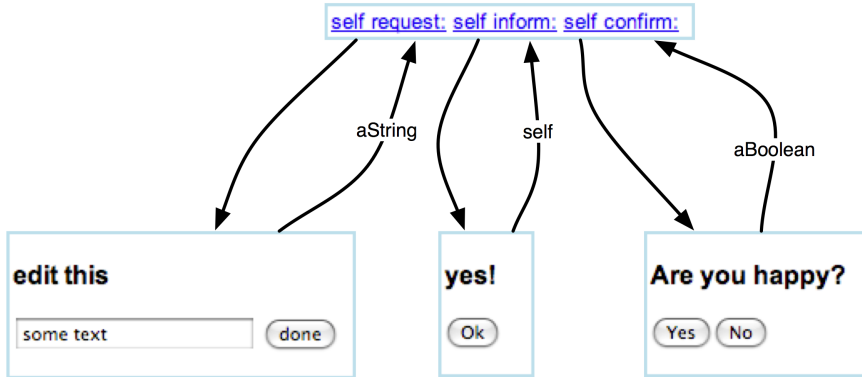 self request: self inform: self confirm:
aString
self
aBoolean
edit this
some text
done
yes!
Ok
Are you happy?
Yes
No